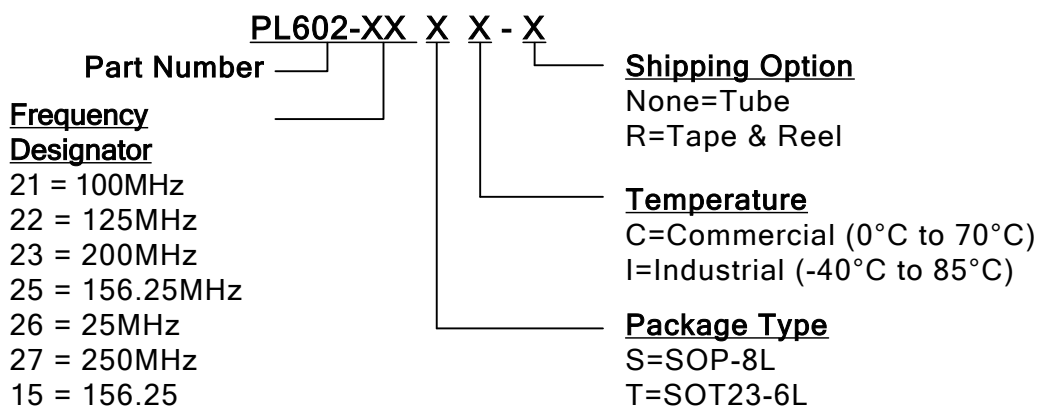 PL602-XX X X - X
Part Number
Frequency
Designator
21 = 100MHz
22 = 125MHz
23 = 200MHz
25 = 156.25MHz
26 = 25MHz
27 = 250MHz
15 = 156.25
Shipping Option
None=Tube
R=Tape & Reel
Temperature
C=Commercial (0°C to 70°C)
I=Industrial (-40°C to 85°C)
Package Type
S=SOP-8L
T=SOT23-6L